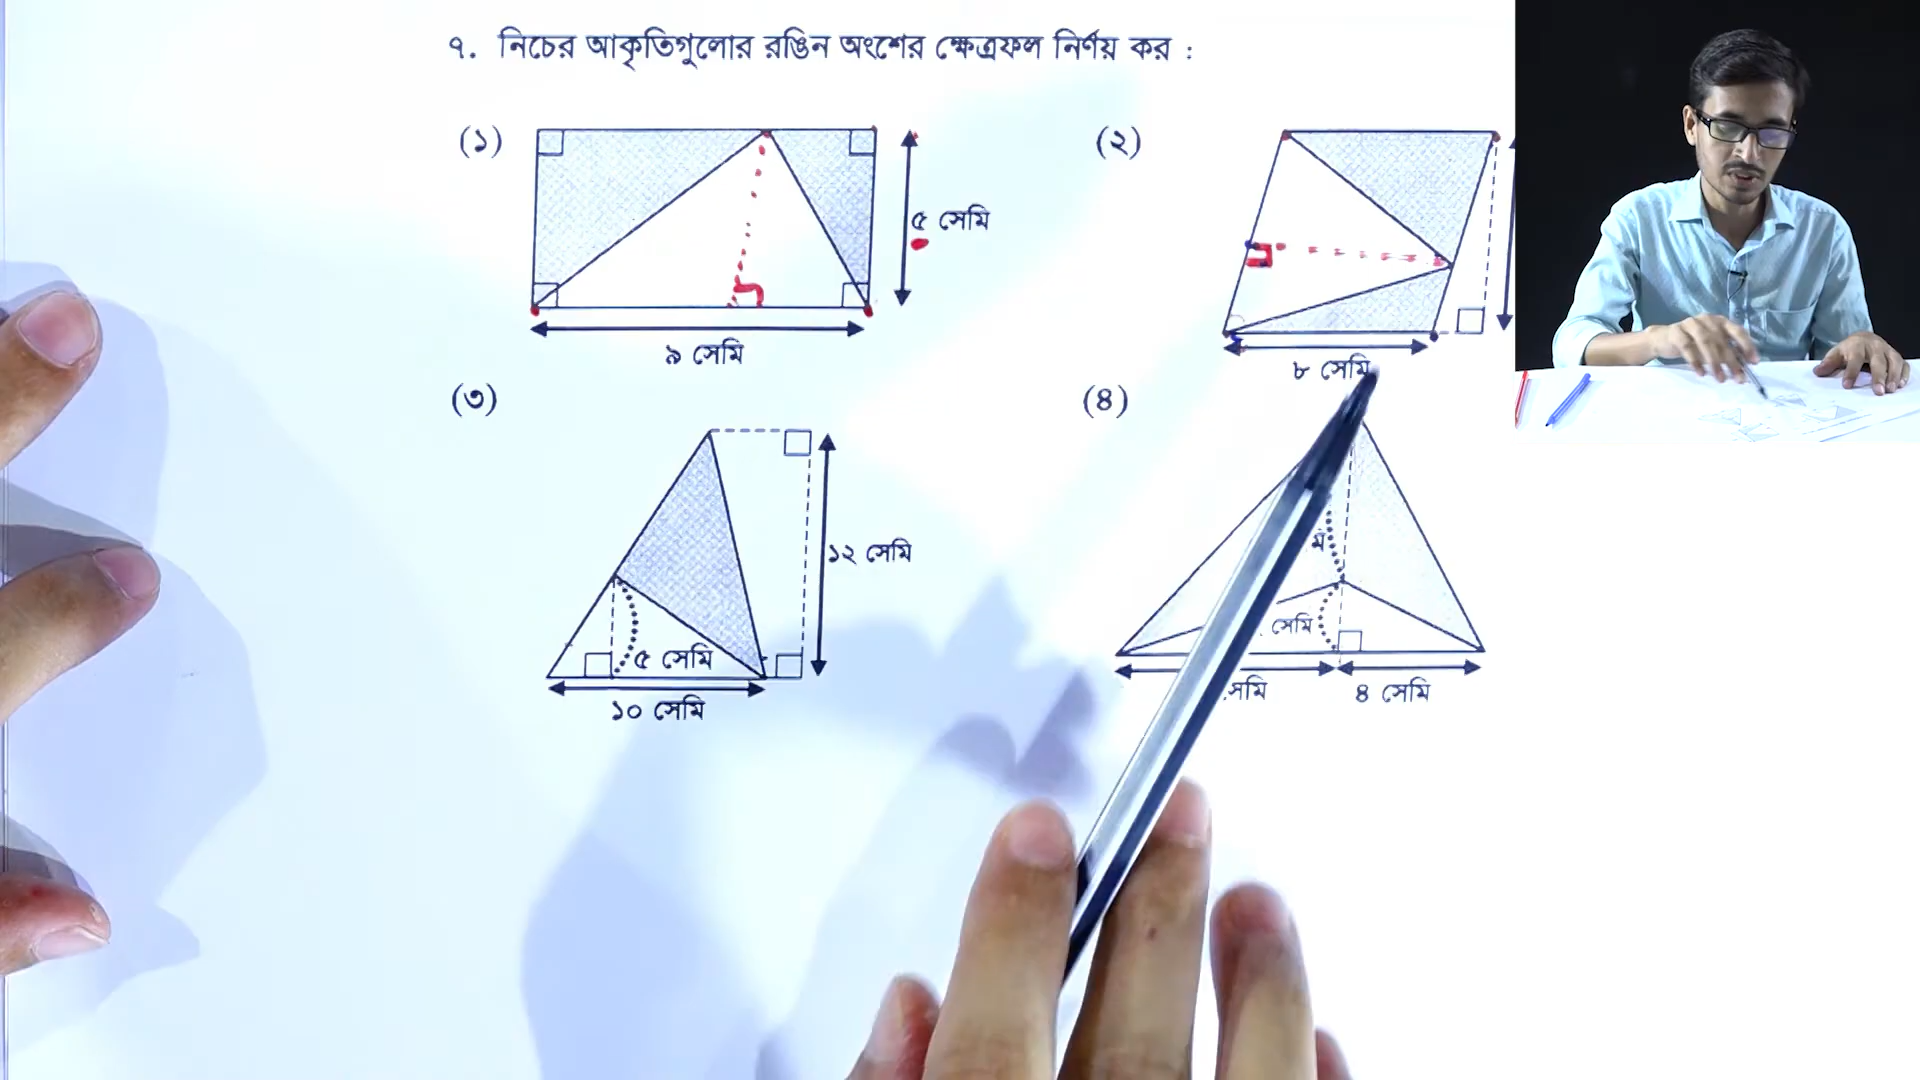 ৭. নিচের আকৃতিগুলোর রঙিন অংশের ক্ষেত্রফল নির্ণয় কর :
(১)
৫ সেমি
৯ সেমি
(২)
৮ সেমি
(৩)
১২ সেমি
৫ সেমি
১০ সেমি
(৪)
সেমি
৪ সেমি